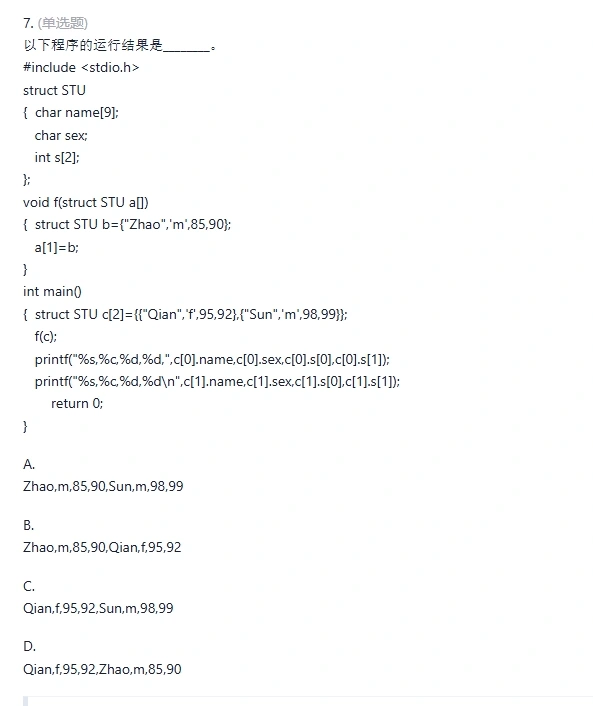 7. (单选题)
以下程序的运行结果是________。
#include <stdio.h>
struct STU
{ char name[9];
char sex;
int s[2];
};
void f(struct STU a[])
{ struct STU b={"Zhao",'m',85,90};
a[1]=b;
}
int main()
{ struct STU c[2]={{"Qian",'f',95,92},{"Sun",'m',98,99}};
f(c);
printf("%s,%c,%d,%d,",c[0].name,c[0].sex,c[0].s[0],c[0].s[1]);
printf("%s,%c,%d,%d\n",c[1].name,c[1].sex,c[1].s[0],c[1].s[1]);
return 0;
}
A.
Zhao,m,85,90,Sun,m,98,99
B.
Zhao,m,85,90,Qian,f,95,92
C.
Qian,f,95,92,Sun,m,98,99
D.
Qian,f,95,92,Zhao,m,85,90